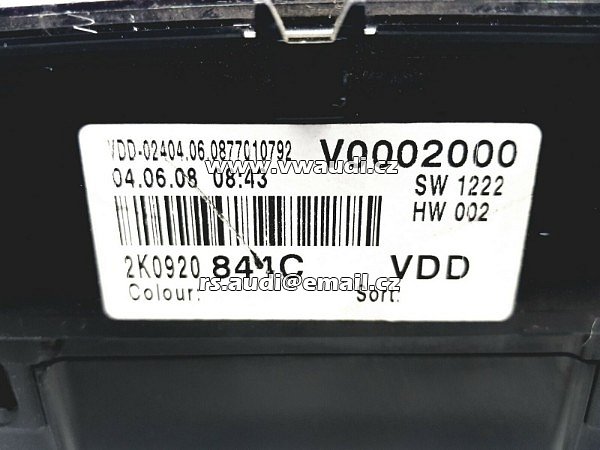 VDD-02404.06.0877010792 V0002000
www.vwaudi.cz
04.06.08 08:43 SW 1222
HW 002
2K0920 841C VDD
rs.audi@email.cz
Colour: Sort: